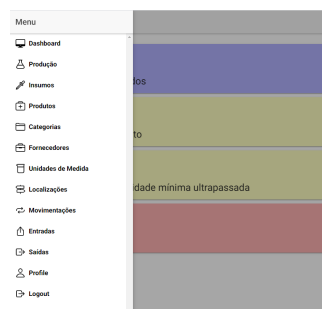 Menu
Dashboard
Produção
Insumos
Produtos
Categorias
Fornecedores
Unidades de Medida
Localizações
Movimentações
Entradas
Saídas
Profile
Logout
dos
to
dade mínima ultrapassada